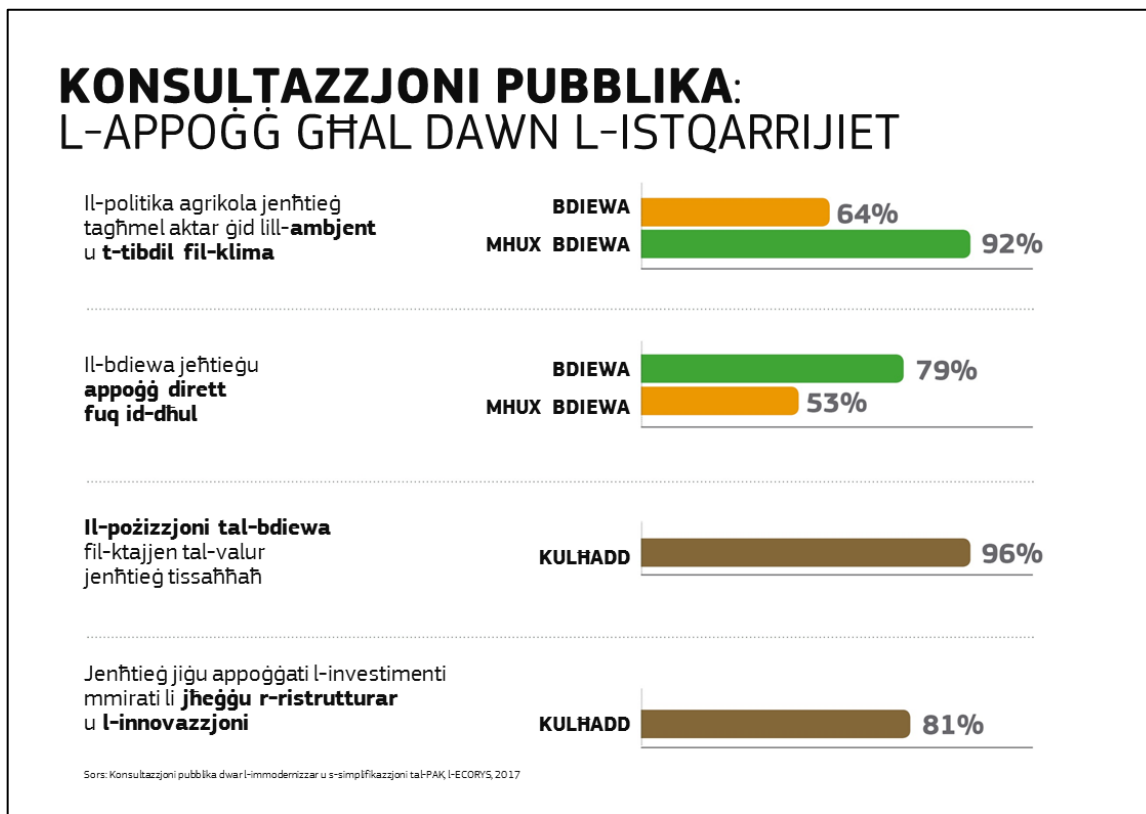 KONSULTAZZJONI PUBBLIKA:
L-APPOĠĠ GĦAL DAWN L-ISTQARRIJIET
Il-politika agrikola jenħtieġ
tagħmel aktar ġid lill-ambjent
u t-tibdil fil-klima
BDIEWA 64%
MHUX BDIEWA 92%
Il-bdiewa jeħtieġu
appoġġ dirett
fuq id-dħul
BDIEWA 79%
MHUX BDIEWA 53%
Il-pożizzjoni tal-bdiewa
fil-ktajjen tal-valur
jenħtieġ tissaħħaħ
KULĦADD 96%
Jenħtieġ jiġu appoġġati l-investimenti
mmirati li jħeġġu r-ristrutturar
u l-innovazzjoni
KULĦADD 81%
Sors: Konsultazzjoni pubblika dwar l-immodernizzar u s-simplifikazzjoni tal-PAK, l-ECORYS, 2017